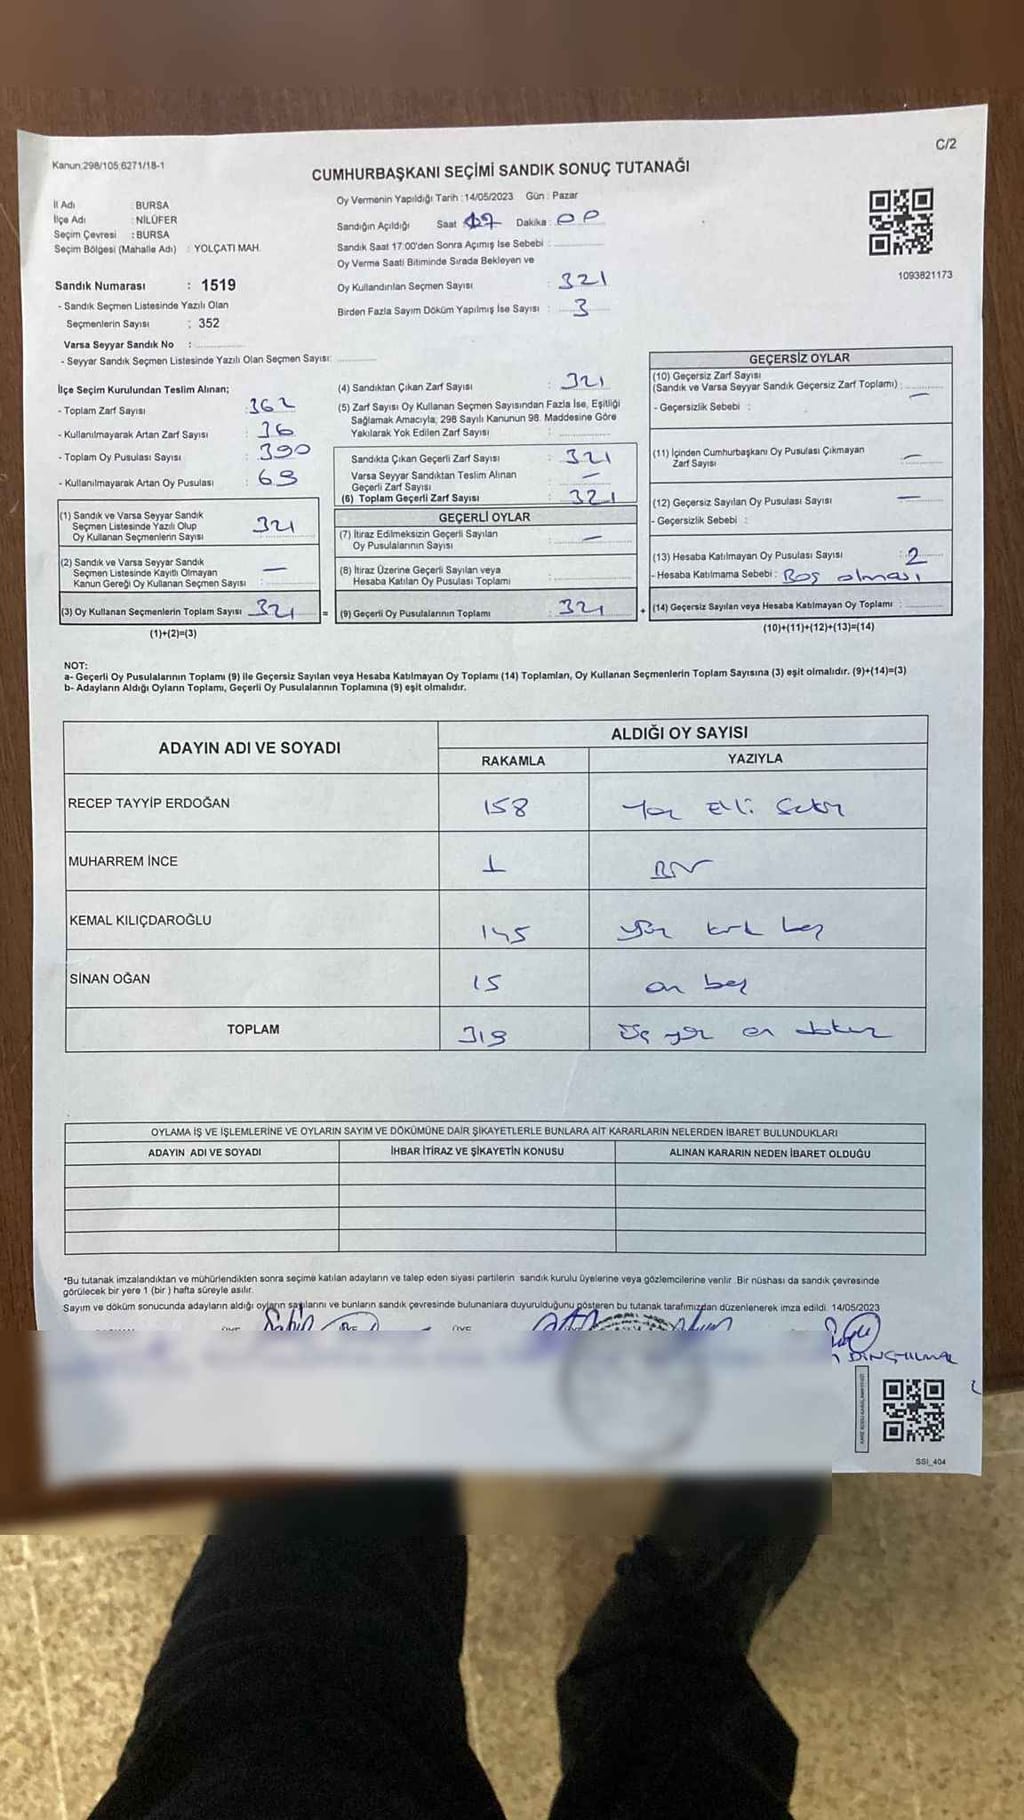 C/2
Kanun:298/105;6271/18-1
CUMHURBAŞKANI SEÇİMİ SANDIK SONUÇ TUTANAĞI
İl Adı : BURSA
İlçe Adı : NİLÜFER
Seçim Çevresi : BURSA
Seçim Bölgesi (Mahalle Adı) : YOLÇATI MAH.
Sandık Numarası : 1519
- Sandık Seçmen Listesinde Yazılı Olan
Seçmenlerin Sayısı : 352
Varsa Seyyar Sandık No :
- Seyyar Sandık Seçmen Listesinde Yazılı Olan Seçmen Sayısı:
Oy Vermenin Yapıldığı Tarih :14/05/2023 Gün : Pazar
Sandığın Açıldığı Saat 17 Dakika :
Sandık Saat 17:00'den Sonra Açımış İse Sebebi :
Oy Verme Saati Bitiminde Sırada Bekleyen ve
Oy Kullandırılan Seçmen Sayısı : 321
Birden Fazla Sayım Döküm Yapılmış İse Sayısı : 3
1093821173
İlçe Seçim Kurulundan Teslim Alınan;
- Toplam Zarf Sayısı : 362
- Kullanılmayarak Artan Zarf Sayısı : 36
- Toplam Oy Pusulası Sayısı : 390
- Kullanılmayarak Artan Oy Pusulası : 69
(1) Sandık ve Varsa Seyyar Sandık
Seçmen Listesinde Yazılı Olup
Oy Kullanan Seçmenlerin Sayısı 321
(2) Sandık ve Varsa Seyyar Sandık
Seçmen Listesinde Kayıtlı Olmayan
Kanun Gereği Oy Kullanan Seçmen Sayısı : —
(3) Oy Kullanan Seçmenlerin Toplam Sayısı : 321 =
(1)+(2)=(3)
(4) Sandıktan Çıkan Zarf Sayısı : 321
(5) Zarf Sayısı Oy Kullanan Seçmen Sayısından Fazla İse, Eşitliği
Sağlamak Amacıyla, 298 Sayılı Kanunun 98. Maddesine Göre
Yakılarak Yok Edilen Zarf Sayısı :
Sandıkta Çıkan Geçerli Zarf Sayısı : 321
Varsa Seyyar Sandıktan Teslim Alınan
Geçerli Zarf Sayısı : —
(6) Toplam Geçerli Zarf Sayısı : 321
GEÇERLİ OYLAR
(7) İtiraz Edilmeksizin Geçerli Sayılan
Oy Pusulalarının Sayısı : —
(8) İtiraz Üzerine Geçerli Sayılan veya
Hesaba Katılan Oy Pusulası Toplamı :
(9) Geçerli Oy Pusulalarının Toplamı : 321 +
GEÇERSİZ OYLAR
(10) Geçersiz Zarf Sayısı
(Sandık ve Varsa Seyyar Sandık Geçersiz Zarf Toplamı) : —
- Geçersizlik Sebebi :
(11) İçinden Cumhurbaşkanı Oy Pusulası Çıkmayan
Zarf Sayısı : —
(12) Geçersiz Sayılan Oy Pusulası Sayısı : —
- Geçersizlik Sebebi :
(13) Hesaba Katılmayan Oy Pusulası Sayısı : 2
- Hesaba Katılmama Sebebi : Boş olması
(14) Geçersiz Sayılan veya Hesaba Katılmayan Oy Toplamı :
(10)+(11)+(12)+(13)=(14)
NOT:
a- Geçerli Oy Pusulalarının Toplamı (9) ile Geçersiz Sayılan veya Hesaba Katılmayan Oy Toplamı (14) Toplamları, Oy Kullanan Seçmenlerin Toplam Sayısına (3) eşit olmalıdır. (9)+(14)=(3)
b- Adayların Aldığı Oyların Toplamı, Geçerli Oy Pusulalarının Toplamına (9) eşit olmalıdır.
ADAYIN ADI VE SOYADI ALDIĞI OY SAYISI
RAKAMLA YAZIYLA
RECEP TAYYİP ERDOĞAN 158 Yüz Elli Sekiz
MUHARREM İNCE 1 Bir
KEMAL KILIÇDAROĞLU 145 yüz kırk beş
SİNAN OĞAN 15 on beş
TOPLAM 319 üç yüz on dokuz
OYLAMA İŞ VE İŞLEMLERİNE VE OYLARIN SAYIM VE DÖKÜMÜNE DAİR ŞİKAYETLERLE BUNLARA AİT KARARLARIN NELERDEN İBARET BULUNDUKLARI
ADAYIN ADI VE SOYADI İHBAR İTİRAZ VE ŞİKAYETİN KONUSU ALINAN KARARIN NEDEN İBARET OLDUĞU
*Bu tutanak imzalandıktan ve mühürlendikten sonra seçime katılan adayların ve talep eden siyasi partilerin sandık kurulu üyelerine veya gözlemcilerine verilir. Bir nüshası da sandık çevresinde
görülecek bir yere 1 (bir ) hafta süreyle asılır.
Sayım ve döküm sonucunda adayların aldığı oyların sayılarını ve bunların sandık çevresinde bulunanlara duyurulduğunu gösteren bu tutanak tarafımızdan düzenlenerek imza edildi. 14/05/2023
SSI_404